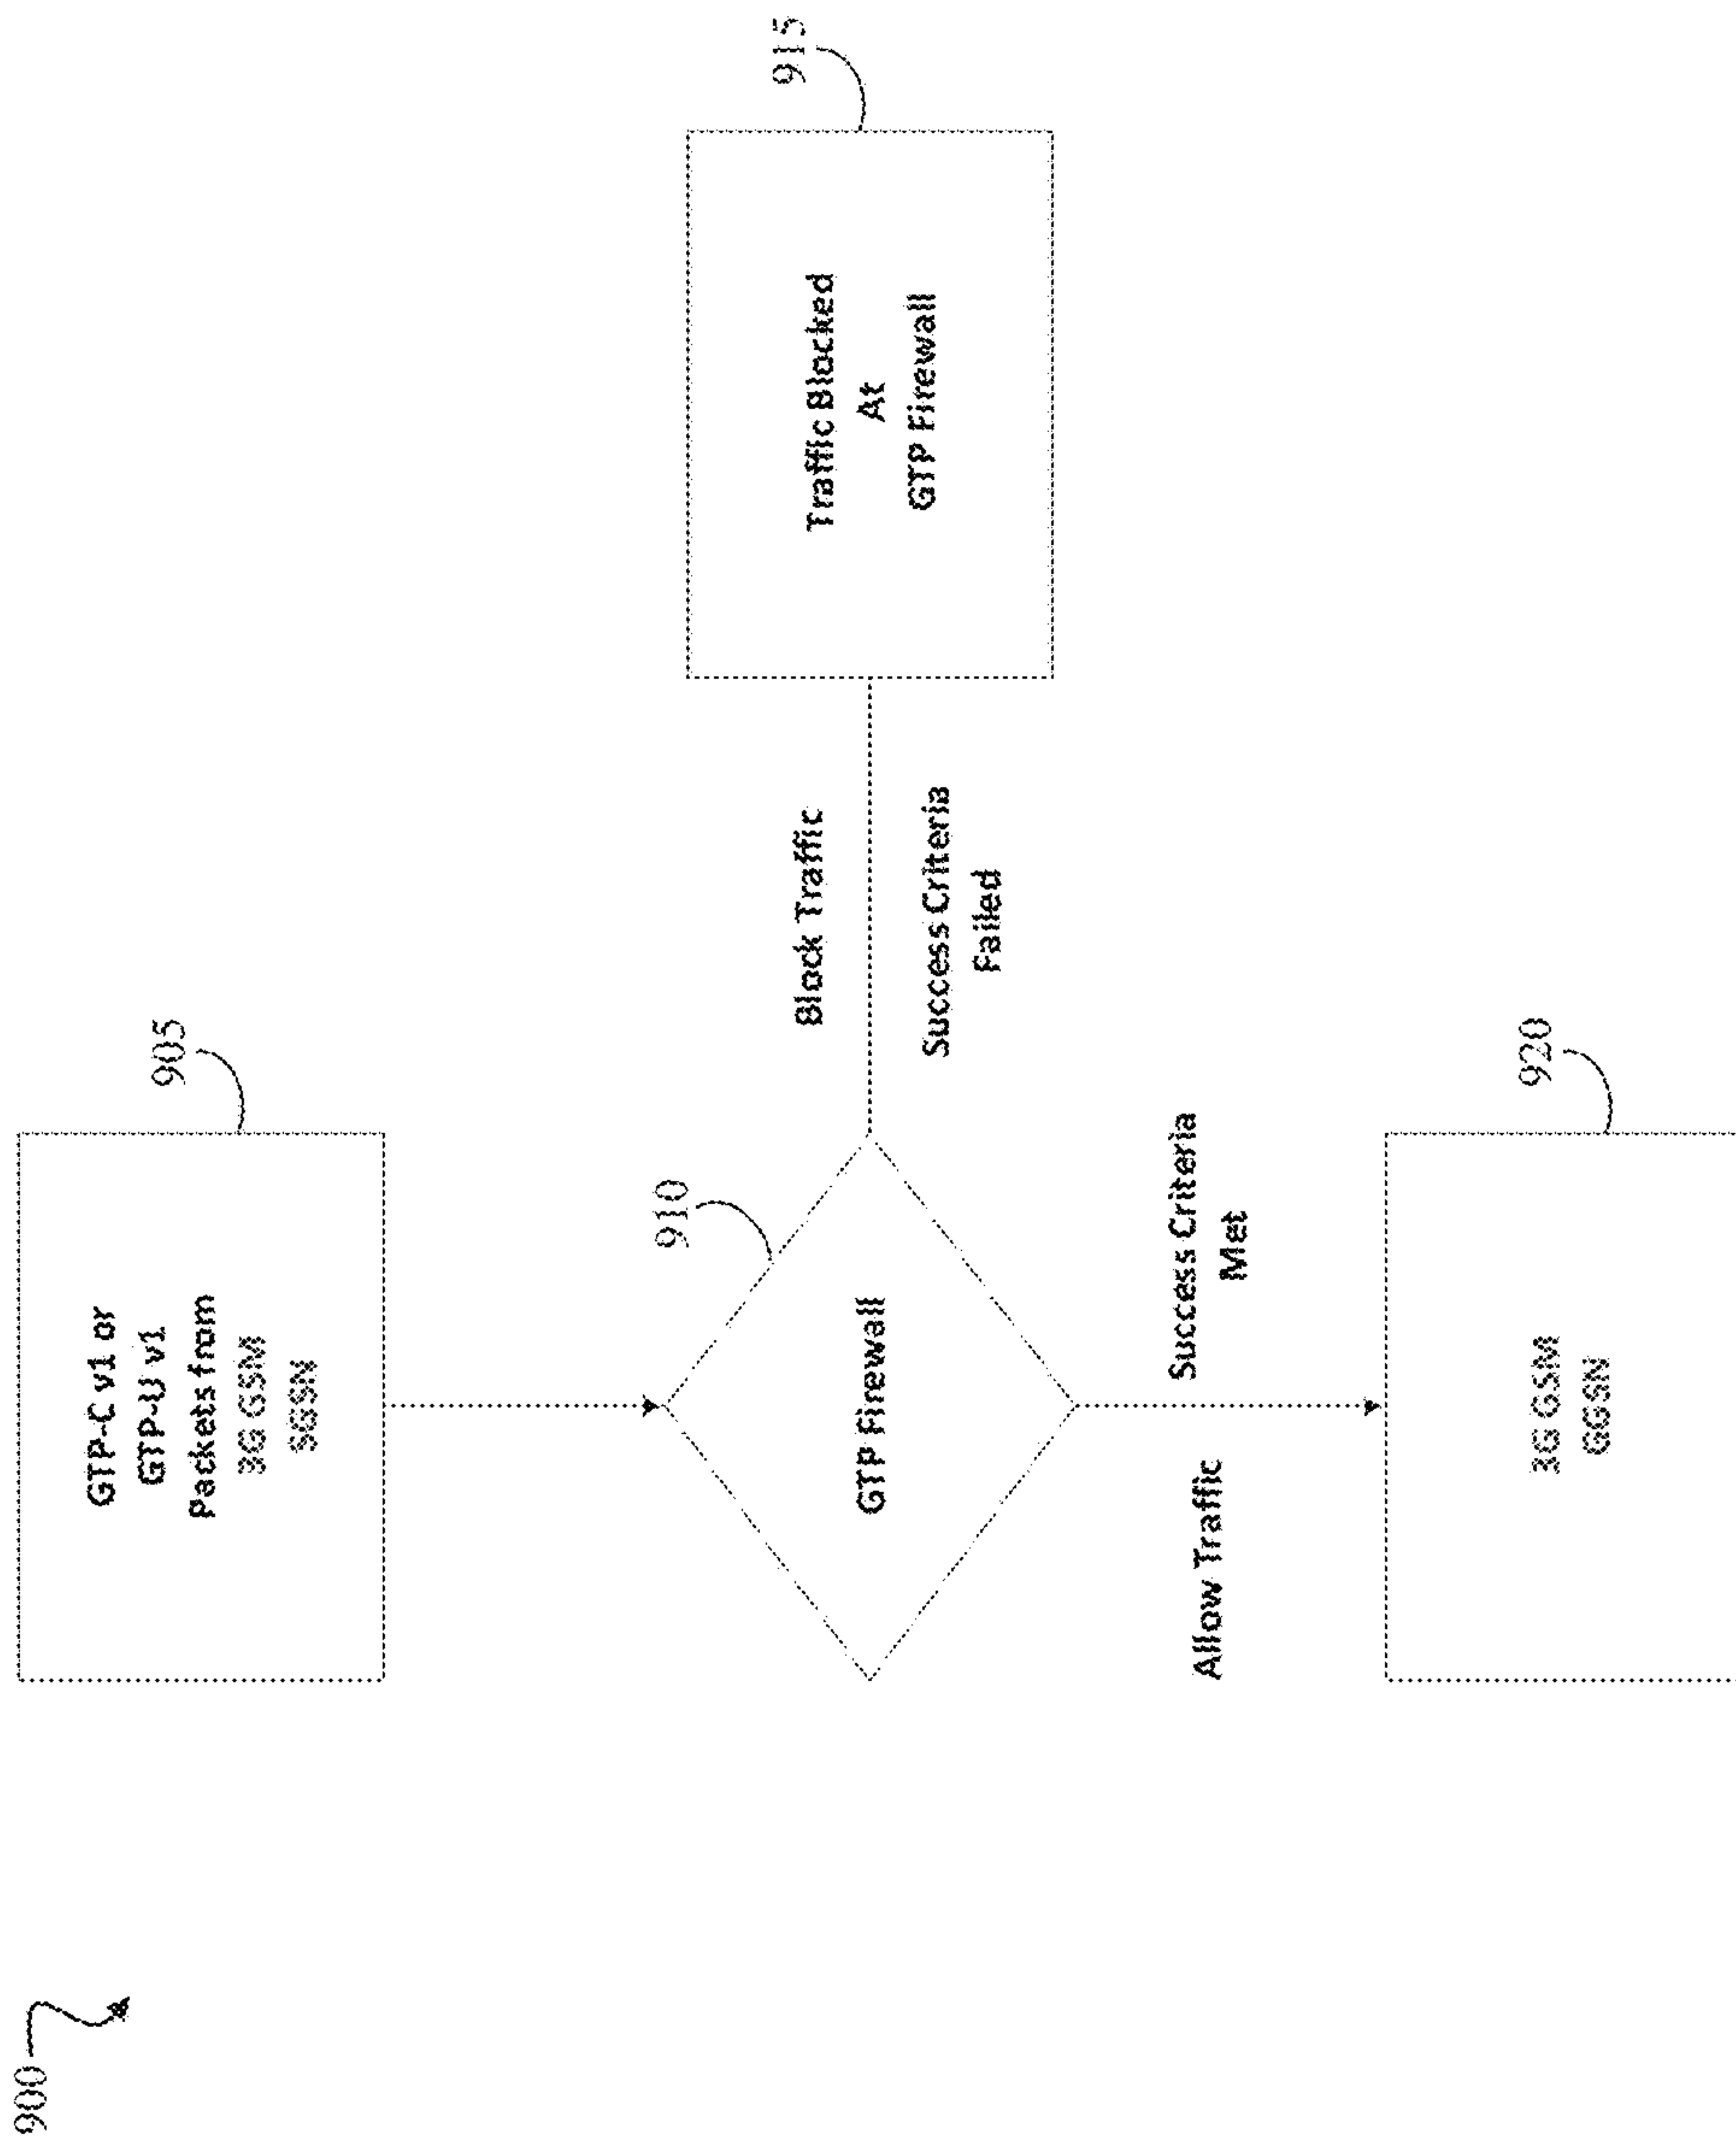 900
905
GTP-C v1 or
GTP-U v1
Packets from
3G GSM
SGSN
910
GTP Firewall
Block Traffic
Success Criteria
Failed
915
Traffic Blocked
At
GTP Firewall
Allow Traffic
Success Criteria
Met
920
3G GSM
GGSN